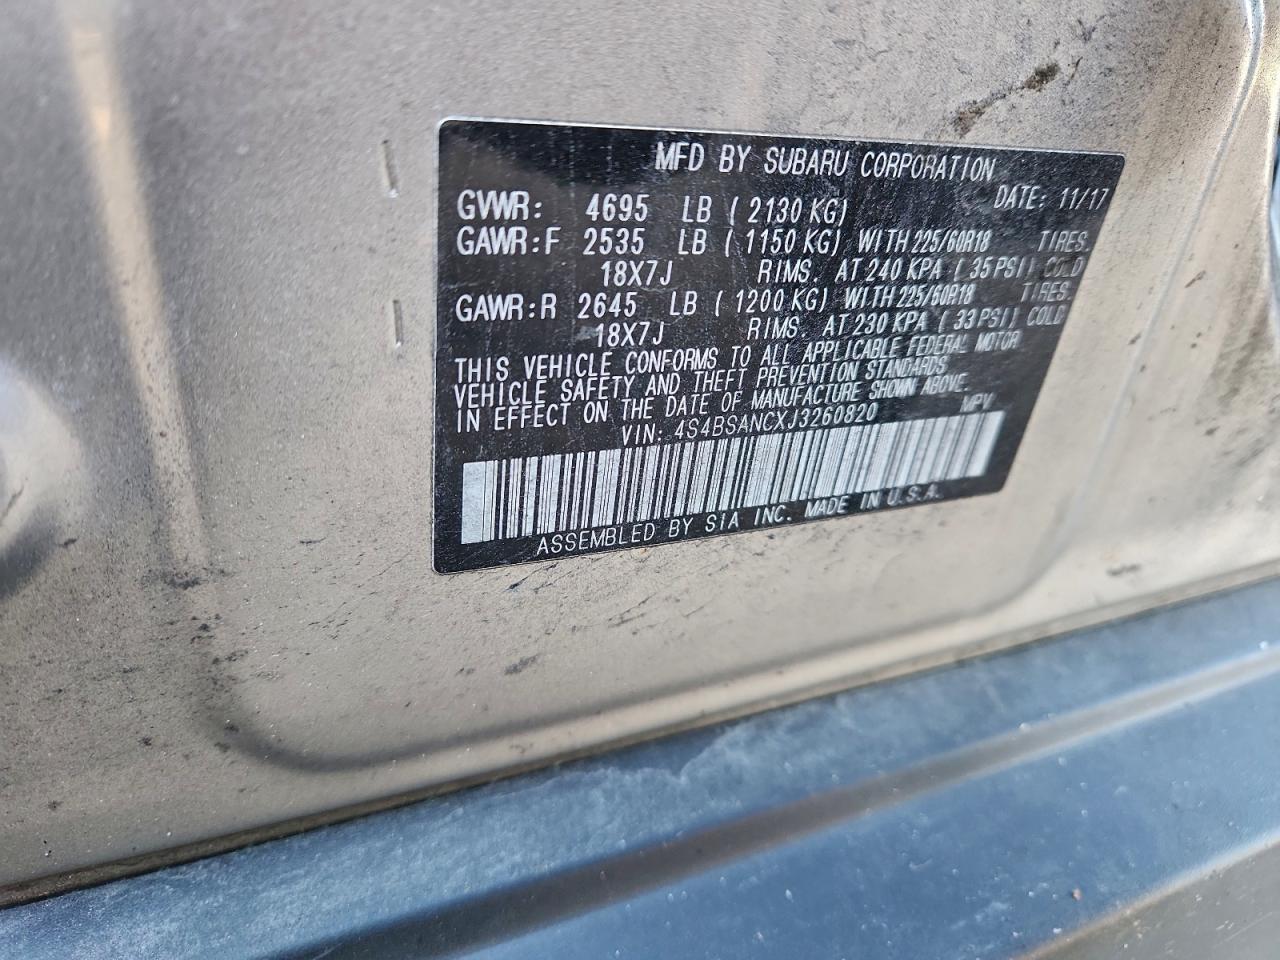 MFD BY SUBARU CORPORATION
DATE: 11/17
GVWR: 4695 LB ( 2130 KG)
GAWR:F 2535 LB ( 1150 KG) WITH 225/60R18 TIRES.
18X7J RIMS. AT 240 KPA ( 35 PSI) COLD
GAWR:R 2645 LB ( 1200 KG) WITH 225/60R18 TIRES.
18X7J RIMS. AT 230 KPA ( 33 PSI) COLD
THIS VEHICLE CONFORMS TO ALL APPLICABLE FEDERAL MOTOR
VEHICLE SAFETY AND THEFT PREVENTION STANDARDS
IN EFFECT ON THE DATE OF MANUFACTURE SHOWN ABOVE.
VIN: 4S4BSANCXJ3260820 MPV
ASSEMBLED BY SIA INC. MADE IN U.S.A.